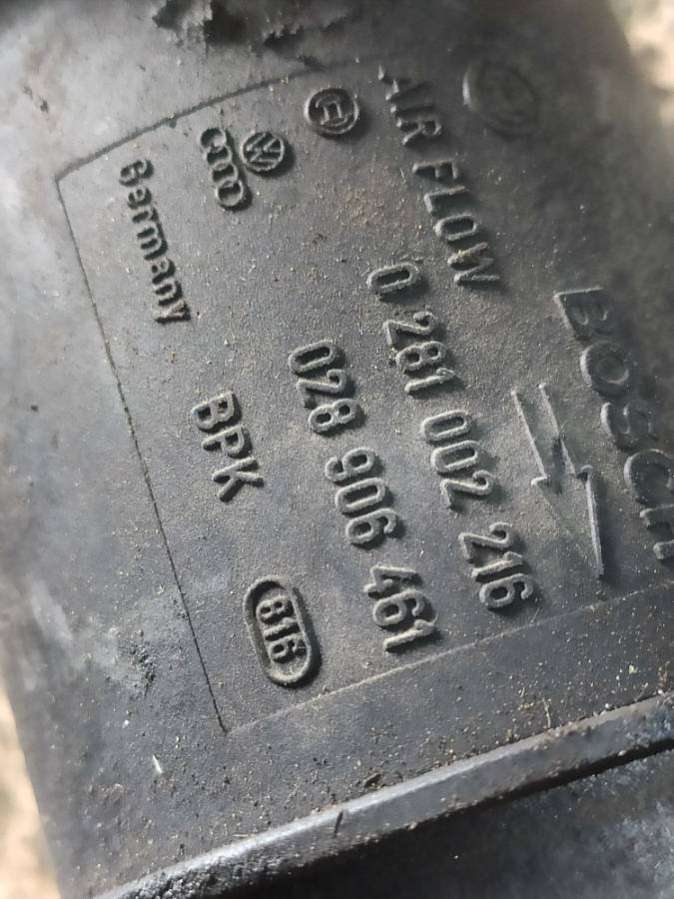 BOSCH
AIR FLOW
0 281 002 216
028 906 461
BPK
816
Germany